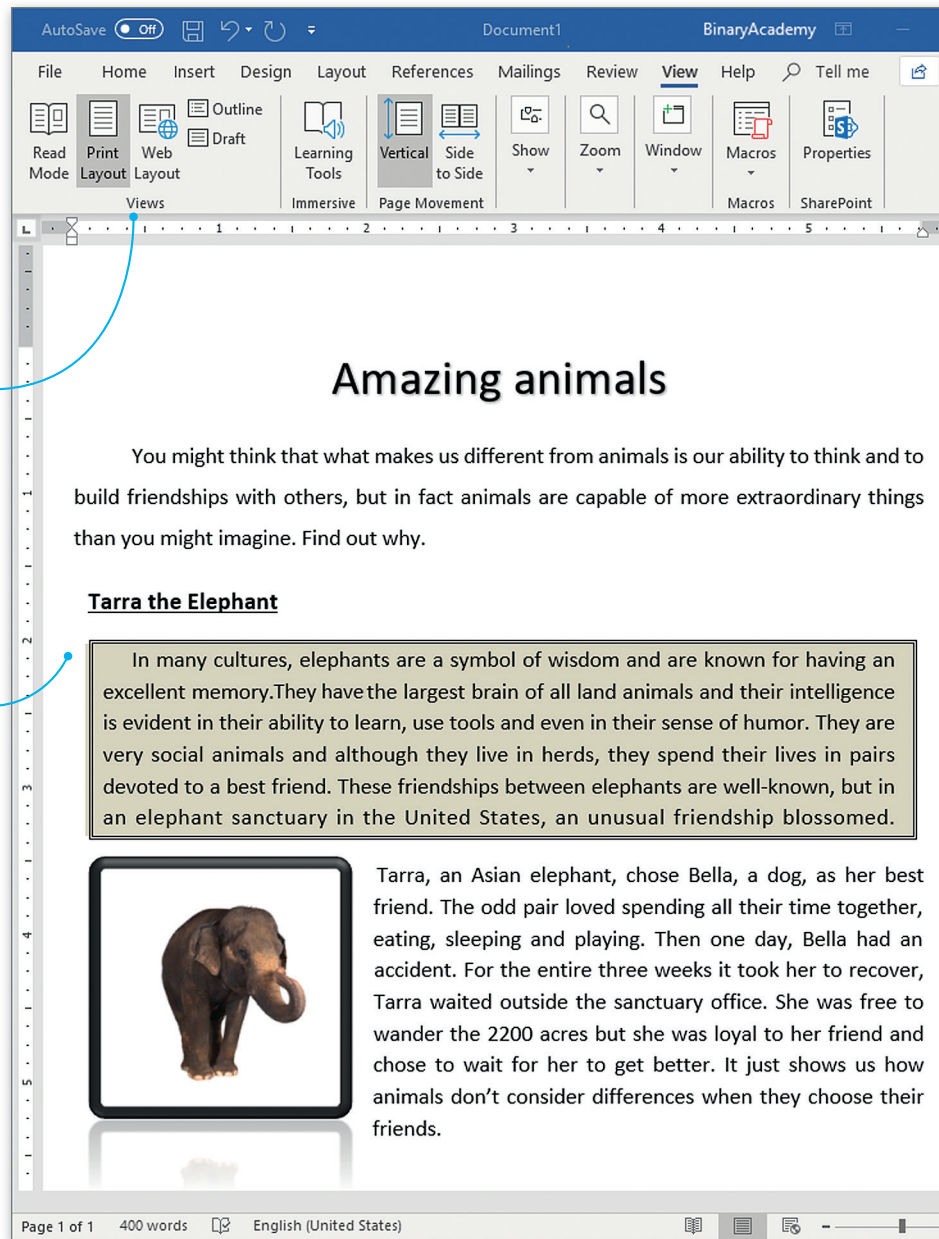 AutoSave Off Document1 BinaryAcademy
File Home Insert Design Layout References Mailings Review View Help Tell me
Read Mode
Print Layout
Web Layout
Outline
Draft
Learning Tools
Vertical
Side to Side
Show
Zoom
Window
Macros
Properties
Views Immersive Page Movement Macros SharePoint
L 1 2 3 4 5
1
2
3
4
5
Amazing animals
You might think that what makes us different from animals is our ability to think and to
build friendships with others, but in fact animals are capable of more extraordinary things
than you might imagine. Find out why.
Tarra the Elephant
In many cultures, elephants are a symbol of wisdom and are known for having an
excellent memory.They have the largest brain of all land animals and their intelligence
is evident in their ability to learn, use tools and even in their sense of humor. They are
very social animals and although they live in herds, they spend their lives in pairs
devoted to a best friend. These friendships between elephants are well-known, but in
an elephant sanctuary in the United States, an unusual friendship blossomed.
Tarra, an Asian elephant, chose Bella, a dog, as her best
friend. The odd pair loved spending all their time together,
eating, sleeping and playing. Then one day, Bella had an
accident. For the entire three weeks it took her to recover,
Tarra waited outside the sanctuary office. She was free to
wander the 2200 acres but she was loyal to her friend and
chose to wait for her to get better. It just shows us how
animals don’t consider differences when they choose their
friends.
Page 1 of 1 400 words English (United States)